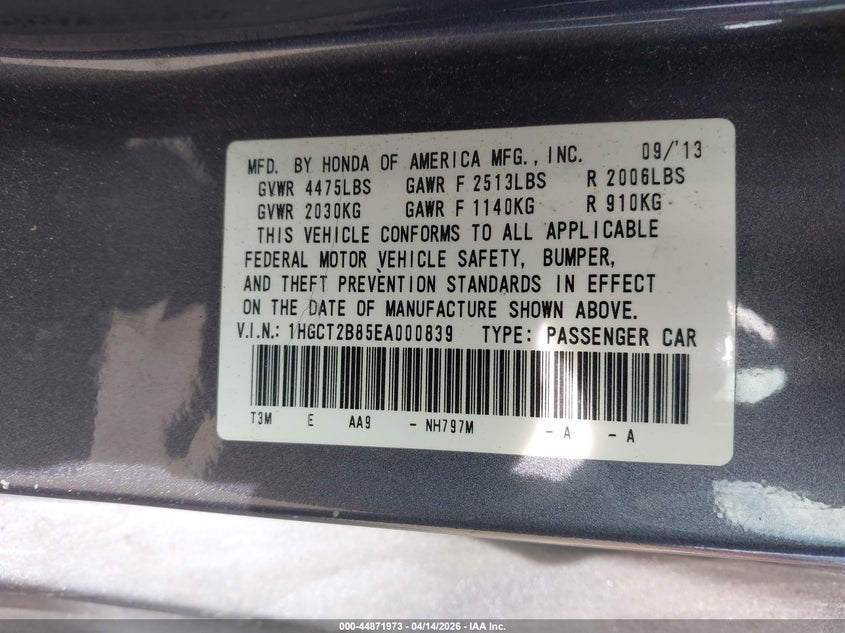 MFD. BY HONDA OF AMERICA MFG., INC. 09/'13
GVWR 4475LBS GAWR F 2513LBS R 2006LBS
GVWR 2030KG GAWR F 1140KG R 910KG
THIS VEHICLE CONFORMS TO ALL APPLICABLE
FEDERAL MOTOR VEHICLE SAFETY, BUMPER,
AND THEFT PREVENTION STANDARDS IN EFFECT
ON THE DATE OF MANUFACTURE SHOWN ABOVE.
V.I.N.: 1HGCT2B85EA000839 TYPE: PASSENGER CAR
T3M E AA9 - NH797M - A - A
000-44871973 - 04/14/2026 - IAA Inc.